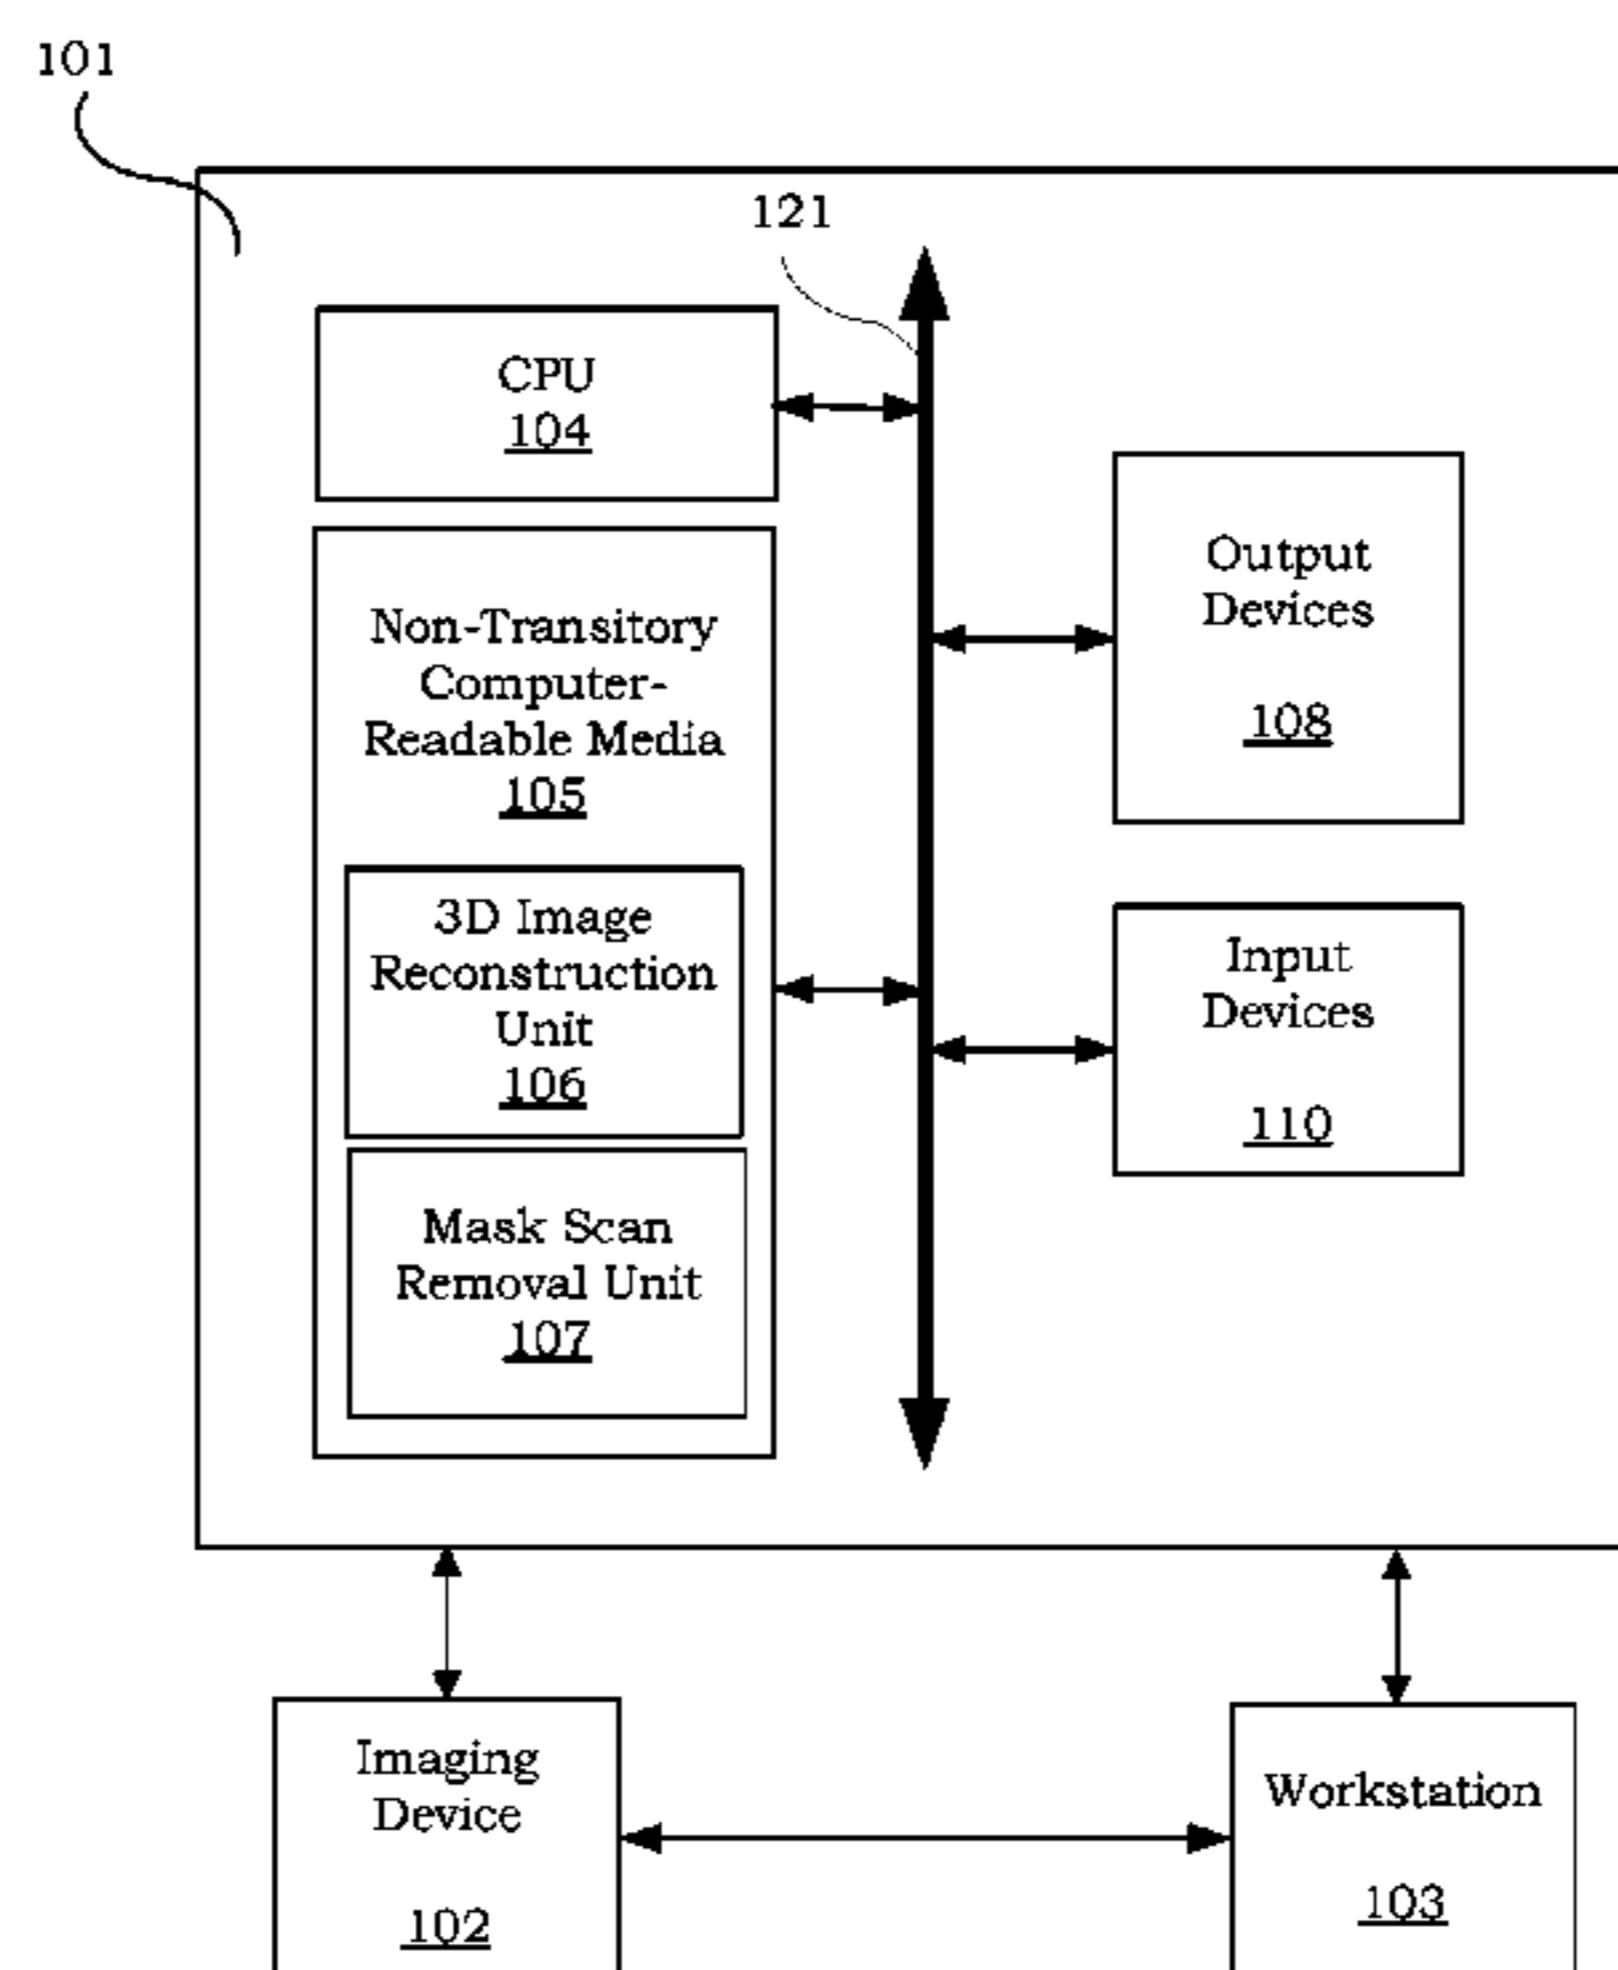 101
121
CPU
104
Non-Transitory
Computer-
Readable Media
105
3D Image
Reconstruction
Unit
106
Mask Scan
Removal Unit
107
Output
Devices
108
Input
Devices
110
Imaging
Device
102
Workstation
103